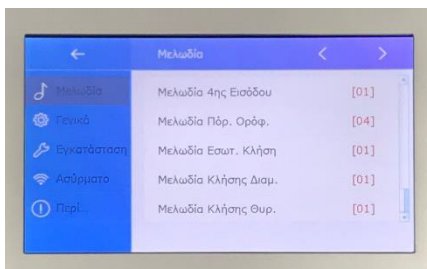 Μελωδία
Μελωδία
Γενικά
Εγκατάσταση
Ασύρματο
Περί...
Μελωδία 4ης Εισόδου [01]
Μελωδία Πόρ. Ορόφ. [04]
Μελωδία Εσωτ. Κλήση [01]
Μελωδία Κλήσης Διαμ. [01]
Μελωδία Κλήσης Θυρ. [01]